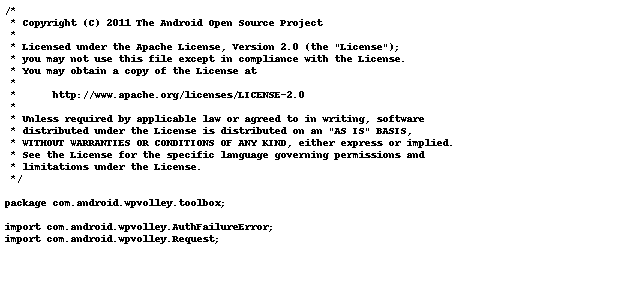 /*
 * Copyright (C) 2011 The Android Open Source Project
 *
 * Licensed under the Apache License, Version 2.0 (the "License");
 * you may not use this file except in compliance with the License.
 * You may obtain a copy of the License at
 *
 *      http://www.apache.org/licenses/LICENSE-2.0
 *
 * Unless required by applicable law or agreed to in writing, software
 * distributed under the License is distributed on an "AS IS" BASIS,
 * WITHOUT WARRANTIES OR CONDITIONS OF ANY KIND, either express or implied.
 * See the License for the specific language governing permissions and
 * limitations under the License.
 */

package com.android.wpvolley.toolbox;

import com.android.wpvolley.AuthFailureError;
import com.android.wpvolley.Request;